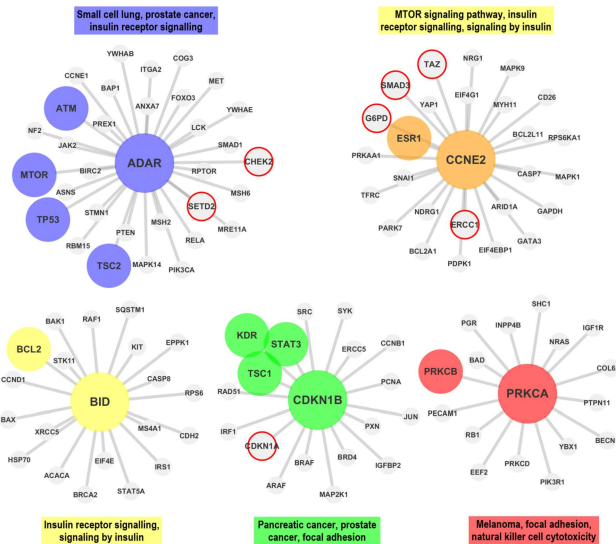 Small cell lung, prostate cancer,
insulin receptor signalling
MTOR signaling pathway, insulin
receptor signalling, signaling by insulin
YWHAB
COG3
ITGA2
CCNE1
BAP1
MET
ATM
ANXA7
FOXO3
YWHAE
PREX1
NF2
LCK
JAK2
SMAD1
ADAR
CHEK2
BIRC2
RPTOR
MTOR
ASNS
MSH6
SETD2
TP53
STMN1
MRE11A
PTEN
MSH2
RBM15
RELA
TSC2
MAPK14
PIK3CA
TAZ
NRG1
MAPK9
SMAD3
EIF4G1
CD26
YAP1
MYH11
G6PD
BCL2L11
ESR1
RPS6KA1
PRKAA1
CCNE2
SNAI1
CASP7
MAPK1
TFRC
NDRG1
ARID1A
GAPDH
PARK7
ERCC1
GATA3
BCL2A1
EIF4EBP1
PDPK1
SQSTM1
BAK1
RAF1
BCL2
KIT
EPPK1
STK11
CCND1
CASP8
RPS6
BID
BAX
XRCC5
MS4A1
CDH2
HSP70
EIF4E
IRS1
ACACA
BRCA2
STAT5A
SRC
SYK
KDR
STAT3
ERCC5
CCNB1
TSC1
PCNA
RAD51
CDKN1B
JUN
IRF1
PXN
CDKN1A
BRD4
IGFBP2
BRAF
ARAF
MAP2K1
SHC1
PGR
INPP4B
IGF1R
NRAS
BAD
COL6
PRKCB
PRKCA
PTPN11
PECAM1
RB1
BECN
YBX1
EEF2
PRKCD
PIK3R1
Insulin receptor signalling,
signaling by insulin
Pancreatic cancer, prostate
cancer, focal adhesion
Melanoma, focal adhesion,
natural killer cell cytotoxicity